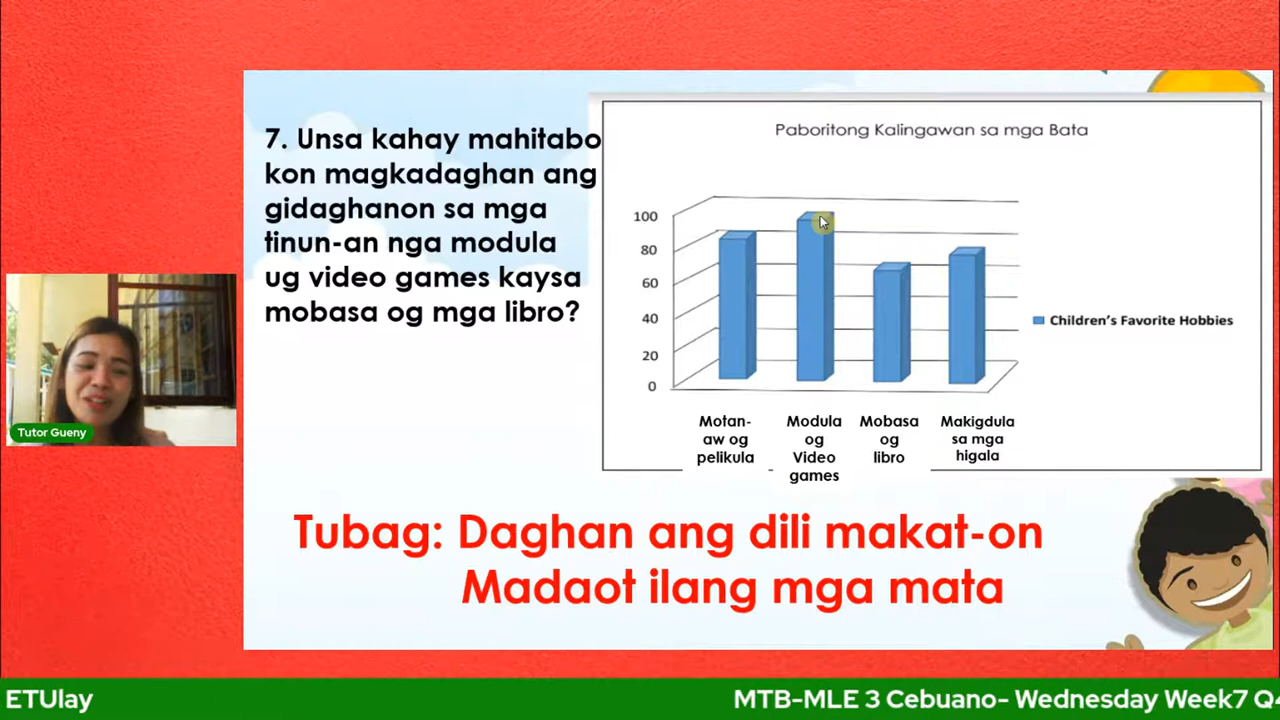 7. Unsa kahay mahitabo
kon magkadaghan ang
gidaghanon sa mga
tinun-an nga modula
ug video games kaysa
mobasa og mga libro?
Paboritong Kalingawan sa mga Bata
100
80
60
40
20
0
Motan-
aw og
pelikula
Modula
og
Video
games
Mobasa
og
libro
Makigdula
sa mga
higala
Children's Favorite Hobbies
Tutor Gueny
Tubag: Daghan ang dili makat-on
Madaot ilang mga mata
ETUlay
MTB-MLE 3 Cebuano- Wednesday Week7 Q4